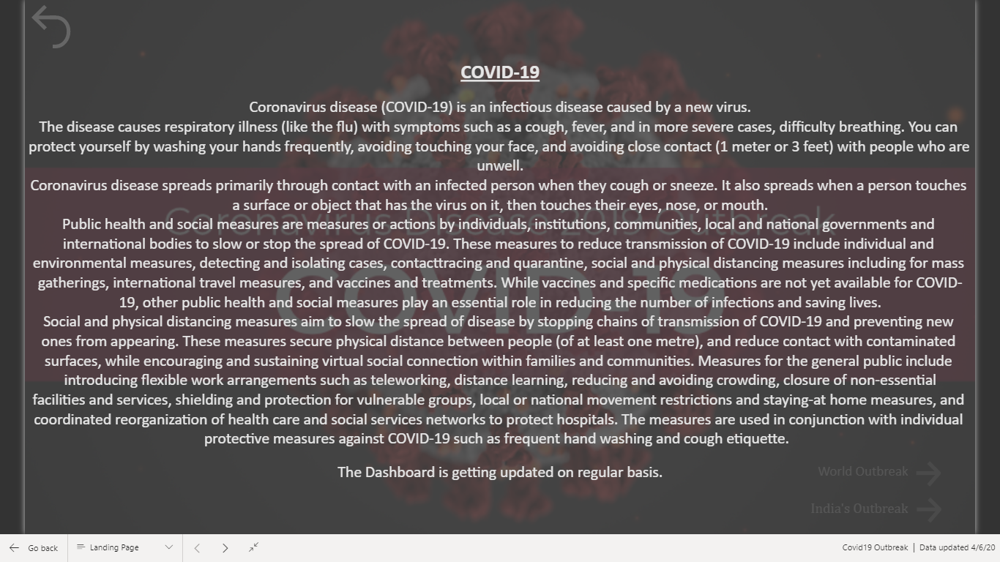 COVID-19
Coronavirus disease (COVID-19) is an infectious disease caused by a new virus.
The disease causes respiratory illness (like the flu) with symptoms such as a cough, fever, and in more severe cases, difficulty breathing. You can
protect yourself by washing your hands frequently, avoiding touching your face, and avoiding close contact (1 meter or 3 feet) with people who are
unwell.
Coronavirus disease spreads primarily through contact with an infected person when they cough or sneeze. It also spreads when a person touches
a surface or object that has the virus on it, then touches their eyes, nose, or mouth.
Coronavirus Disease 2019 Outbreak
Public health and social measures are measures or actions by individuals, institutions, communities, local and national governments and
international bodies to slow or stop the spread of COVID-19. These measures to reduce transmission of COVID-19 include individual and
environmental measures, detecting and isolating cases, contacttracing and quarantine, social and physical distancing measures including for mass
gatherings, international travel measures, and vaccines and treatments. While vaccines and specific medications are not yet available for COVID-
19, other public health and social measures play an essential role in reducing the number of infections and saving lives.
COVID-19
Social and physical distancing measures aim to slow the spread of disease by stopping chains of transmission of COVID-19 and preventing new
ones from appearing. These measures secure physical distance between people (of at least one metre), and reduce contact with contaminated
surfaces, while encouraging and sustaining virtual social connection within families and communities. Measures for the general public include
introducing flexible work arrangements such as teleworking, distance learning, reducing and avoiding crowding, closure of non-essential
facilities and services, shielding and protection for vulnerable groups, local or national movement restrictions and staying-at home measures, and
coordinated reorganization of health care and social services networks to protect hospitals. The measures are used in conjunction with individual
protective measures against COVID-19 such as frequent hand washing and cough etiquette.
The Dashboard is getting updated on regular basis.
World Outbreak
India's Outbreak
Go back
Landing Page
Covid19 Outbreak | Data updated 4/6/20